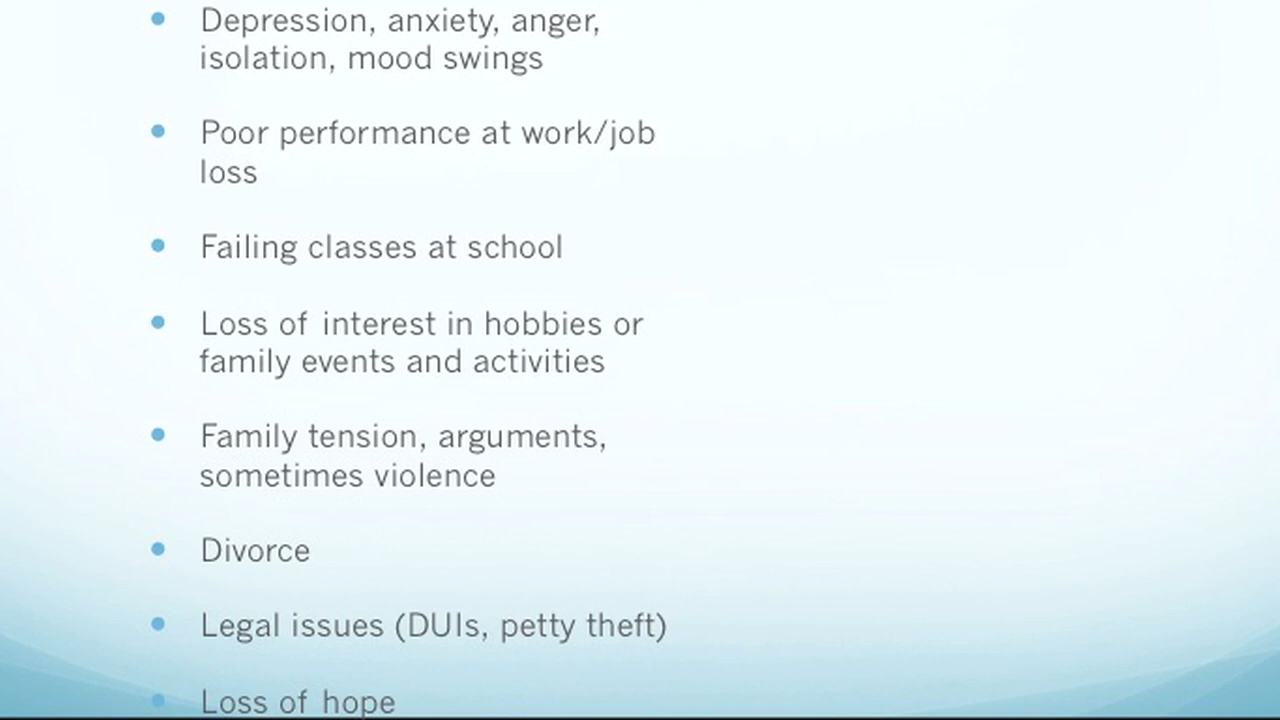 Depression, anxiety, anger,
isolation, mood swings
Poor performance at work/job
loss
Failing classes at school
Loss of interest in hobbies or
family events and activities
Family tension, arguments,
sometimes violence
Divorce
Legal issues (DUIs, petty theft)
Loss of hope